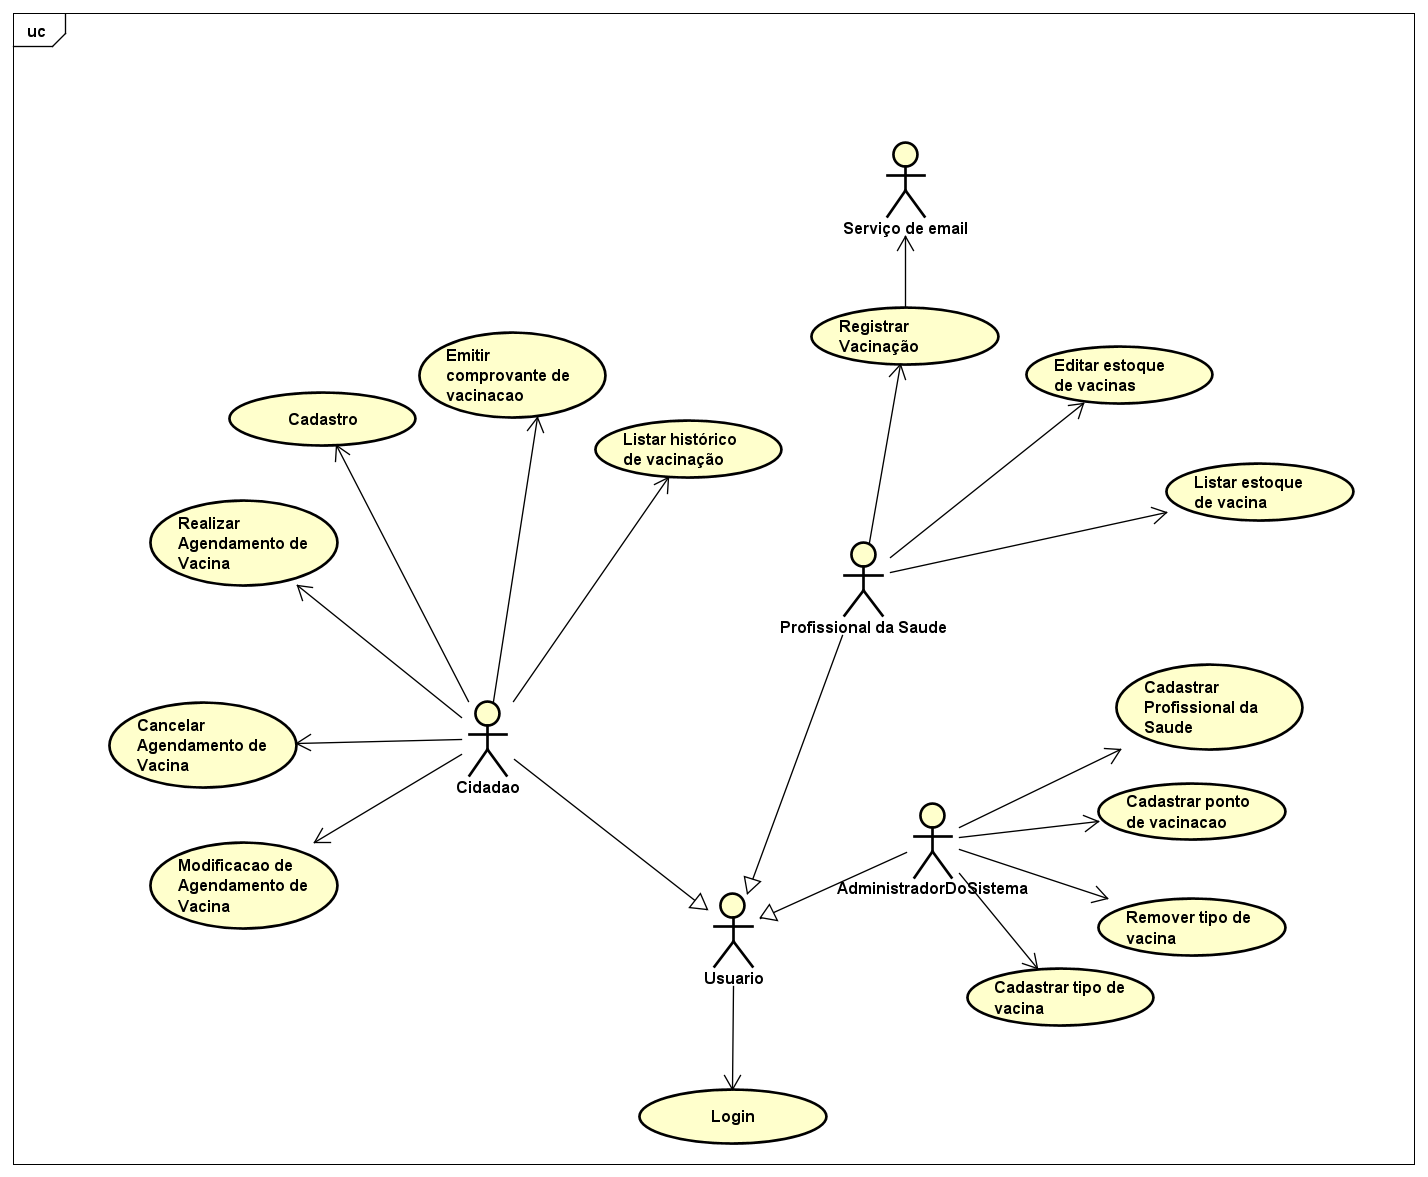 uc
Serviço de email
Registrar
Vacinação
Emitir
comprovante de
vacinacao
Editar estoque
de vacinas
Cadastro
Listar histórico
de vacinação
Listar estoque
de vacina
Realizar
Agendamento de
Vacina
Profissional da Saude
Cadastrar
Profissional da
Saude
Cancelar
Agendamento de
Vacina
Cidadao
Cadastrar ponto
de vacinacao
Modificacao de
Agendamento de
Vacina
AdministradorDoSistema
Remover tipo de
vacina
Usuario
Cadastrar tipo de
vacina
Login